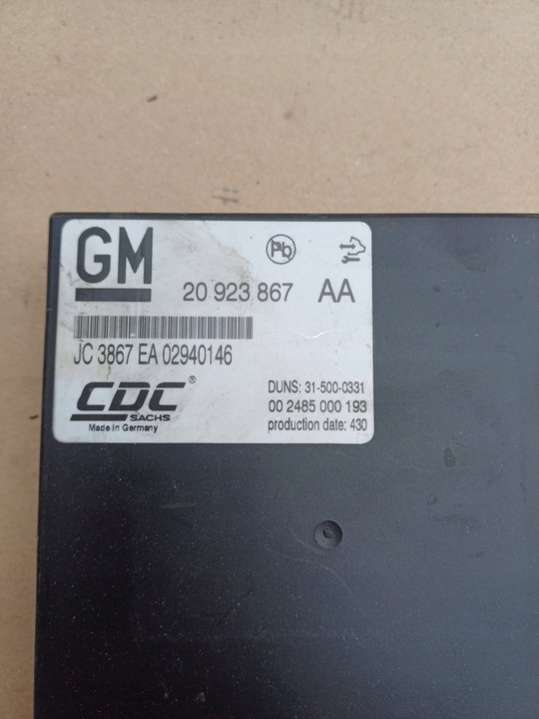 GM
Pb
20 923 867 AA
JC 3867 EA 02940146
CDC®
SACHS
Made in Germany
DUNS: 31-500-0331
00 2485 000 193
production date: 430